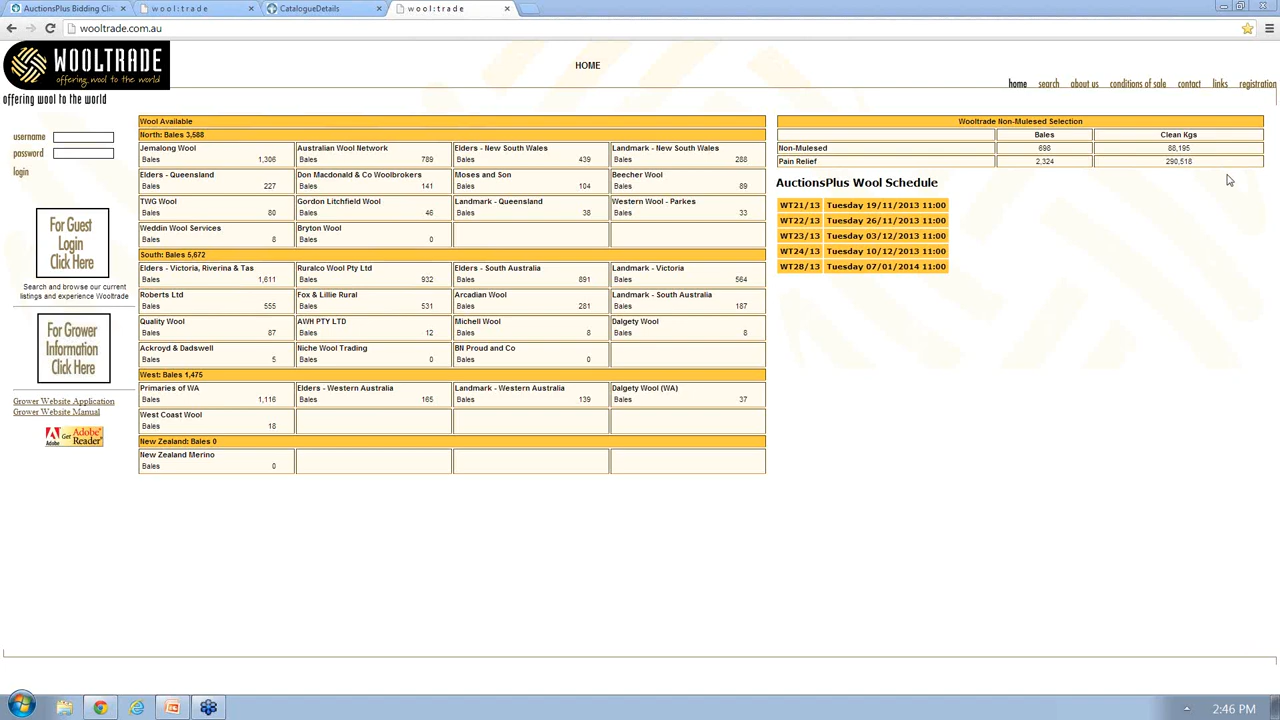 AuctionsPlus Bidding Clie
w o o l : t r a d e
CatalogueDetails
w o o l : t r a d e
wooltrade.com.au
WOOLTRADE
offering wool to the world
offering wool to the world
HOME
home search about us conditions of sale contact links registration
username
password
login
For Guest
Login
Click Here
Search and browse our current
listings and experience Wooltrade
For Grower
Information
Click Here
Grower Website Application
Grower Website Manual
Get Adobe
Reader
Adobe
Wool Available
North: Bales 3,588
Jemalong Wool Australian Wool Network Elders - New South Wales Landmark - New South Wales
Bales 1,306 Bales 789 Bales 439 Bales 288
Elders - Queensland Don Macdonald & Co Woolbrokers Moses and Son Beecher Wool
Bales 227 Bales 141 Bales 104 Bales 89
TWG Wool Gordon Litchfield Wool Landmark - Queensland Western Wool - Parkes
Bales 80 Bales 46 Bales 38 Bales 33
Weddin Wool Services Bryton Wool
Bales 8 Bales 0
South: Bales 5,672
Elders - Victoria, Riverina & Tas Ruralco Wool Pty Ltd Elders - South Australia Landmark - Victoria
Bales 1,611 Bales 932 Bales 891 Bales 564
Roberts Ltd Fox & Lillie Rural Arcadian Wool Landmark - South Australia
Bales 555 Bales 531 Bales 281 Bales 187
Quality Wool AWH PTY LTD Michell Wool Dalgety Wool
Bales 87 Bales 12 Bales 8 Bales 8
Ackroyd & Dadswell Niche Wool Trading BN Proud and Co
Bales 5 Bales 0 Bales 0
West: Bales 1,475
Primaries of WA Elders - Western Australia Landmark - Western Australia Dalgety Wool (WA)
Bales 1,116 Bales 165 Bales 139 Bales 37
West Coast Wool
Bales 18
New Zealand: Bales 0
New Zealand Merino
Bales 0
Wooltrade Non-Mulesed Selection
Bales Clean Kgs
Non-Mulesed 698 88,195
Pain Relief 2,324 290,518
AuctionsPlus Wool Schedule
WT21/13 Tuesday 19/11/2013 11:00
WT22/13 Tuesday 26/11/2013 11:00
WT23/13 Tuesday 03/12/2013 11:00
WT24/13 Tuesday 10/12/2013 11:00
WT28/13 Tuesday 07/01/2014 11:00
2:46 PM